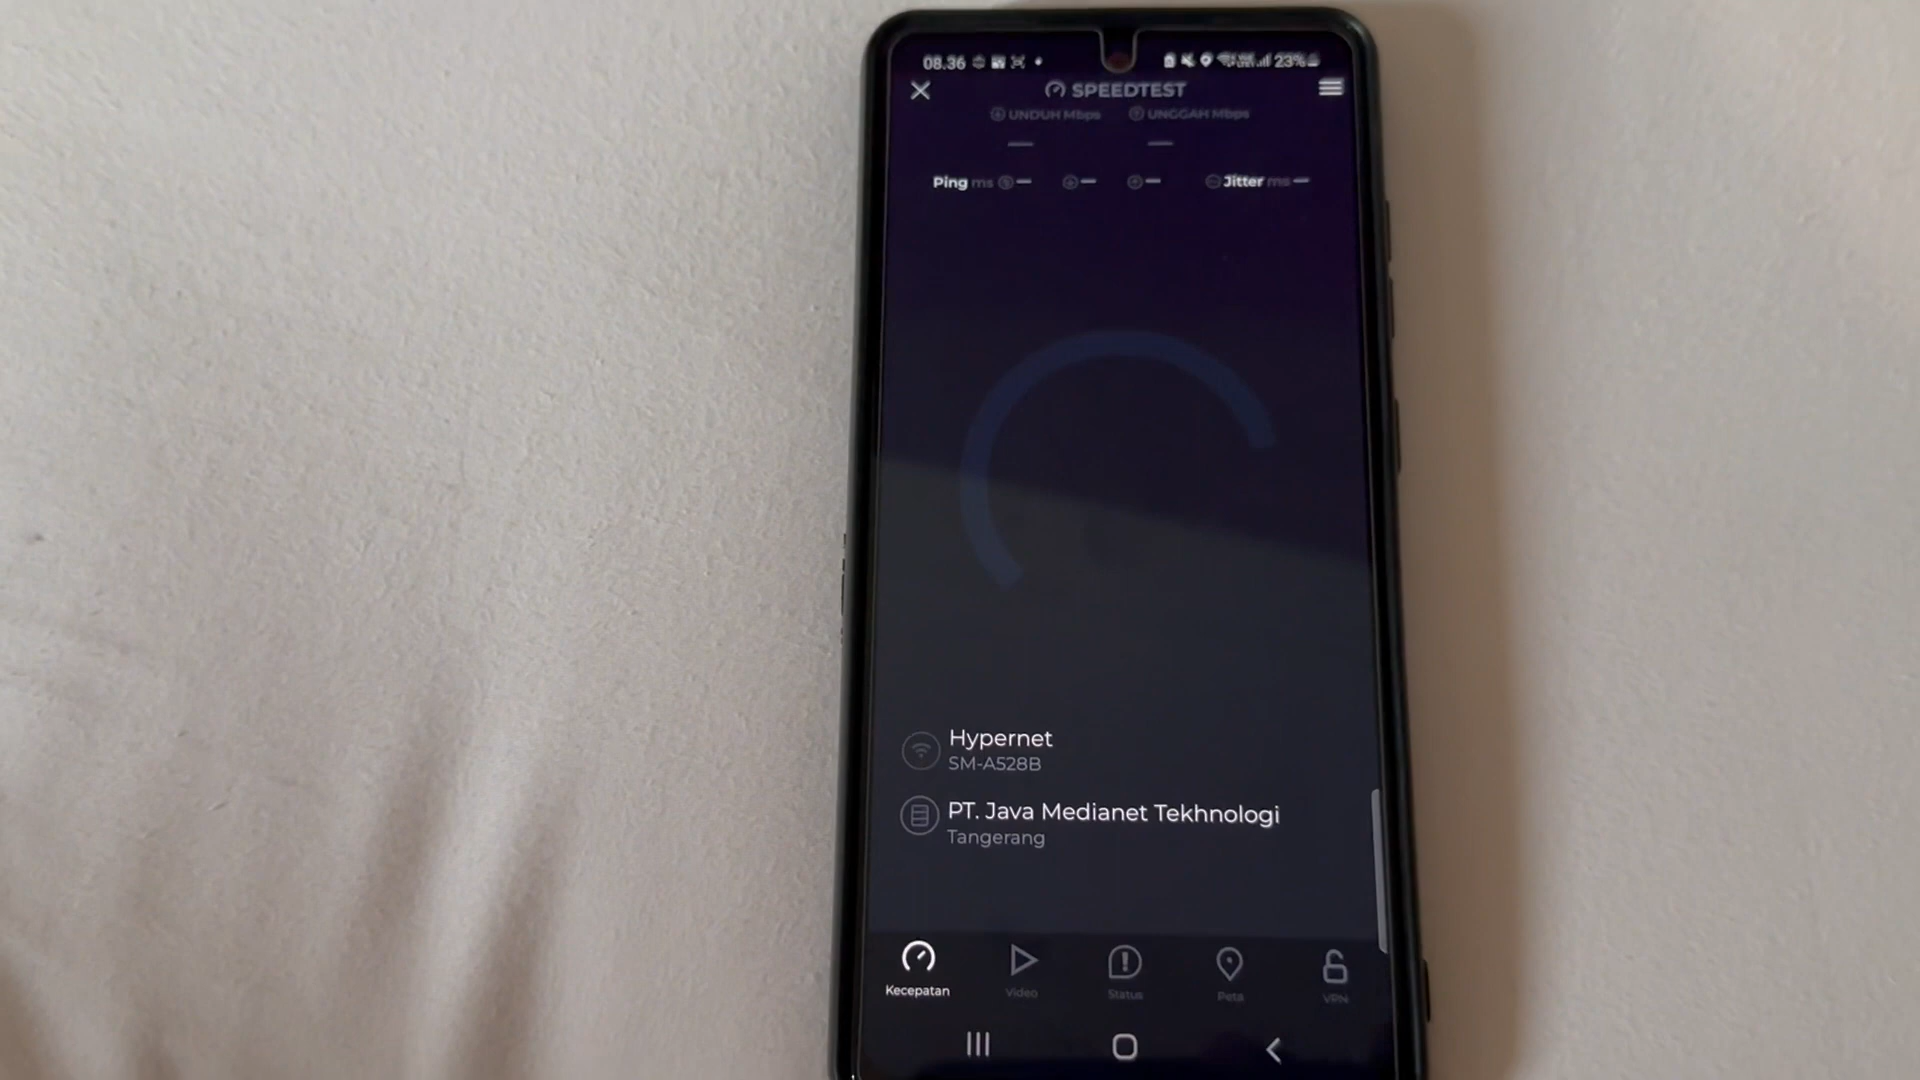 08.36 23%
SPEEDTEST
UNDUH Mbps UNGGAH Mbps
— —
Ping ms — — — Jitter ms —
Hypernet
SM-A528B
PT. Java Medianet Tekhnologi
Tangerang
Kecepatan Video Status Peta VPN